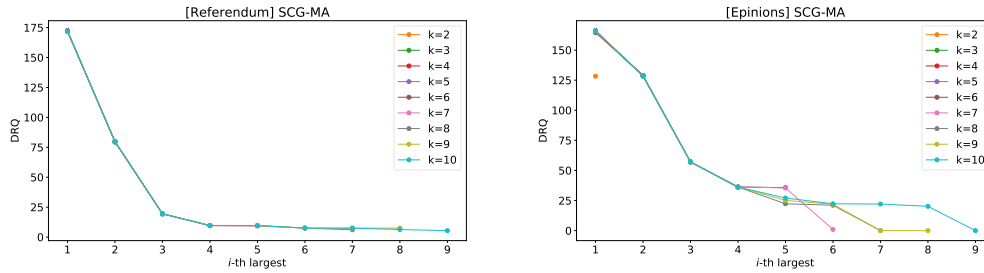 [Referendum] SCG-MA
175
150
125
100
75
50
25
0
DRQ
1 2 3 4 5 6 7 8 9
i-th largest
k=2
k=3
k=4
k=5
k=6
k=7
k=8
k=9
k=10
[Epinions] SCG-MA
150
125
100
75
50
25
0
DRQ
1 2 3 4 5 6 7 8 9
i-th largest
k=2
k=3
k=4
k=5
k=6
k=7
k=8
k=9
k=10